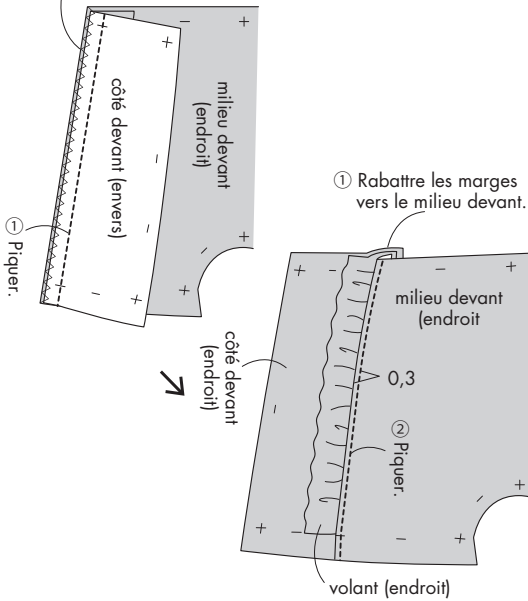 milieu devant
(endroit)
côté devant (envers)
① Piquer.
① Rabattre les marges
vers le milieu devant.
milieu devant
(endroit
côté devant
(endroit)
0,3
② Piquer.
volant (endroit)